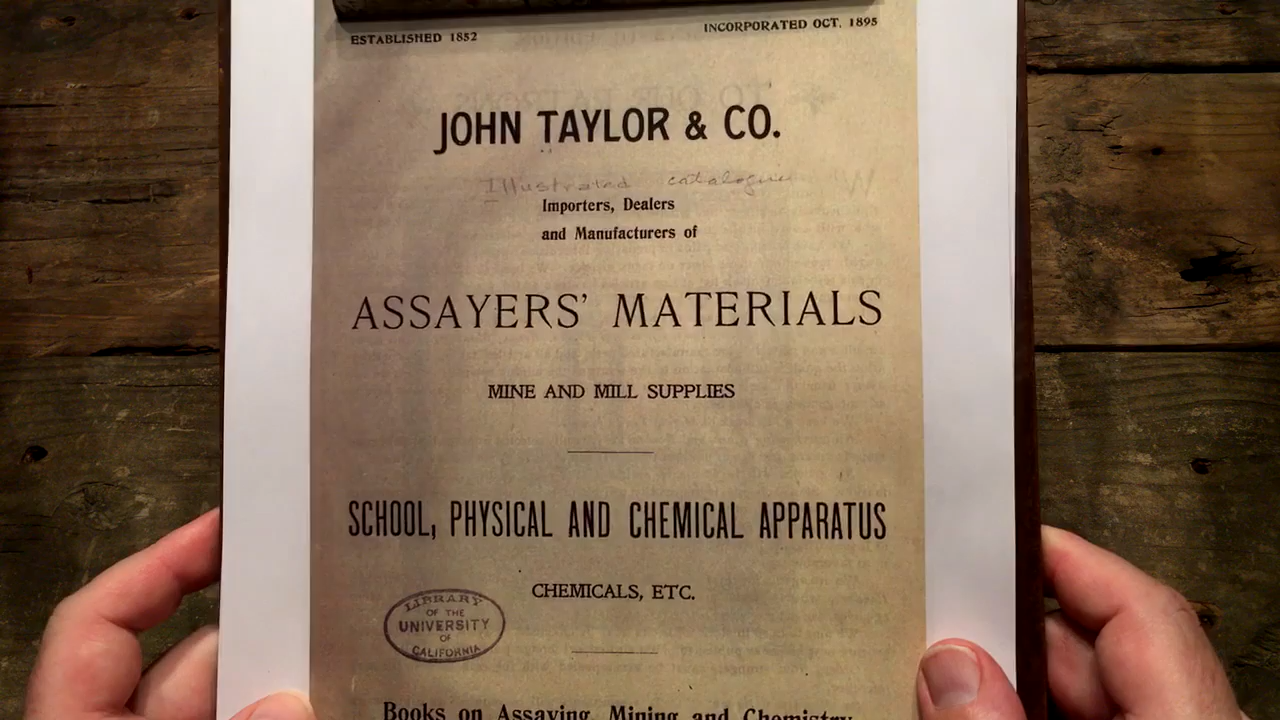 ESTABLISHED 1852
INCORPORATED OCT. 1895
JOHN TAYLOR & CO.
Illustrated catalogue
Importers, Dealers
and Manufacturers of
ASSAYERS' MATERIALS
MINE AND MILL SUPPLIES
SCHOOL, PHYSICAL AND CHEMICAL APPARATUS
CHEMICALS, ETC.
LIBRARY
OF THE
UNIVERSITY
OF
CALIFORNIA
Books on Assaying, Mining and Chemistry